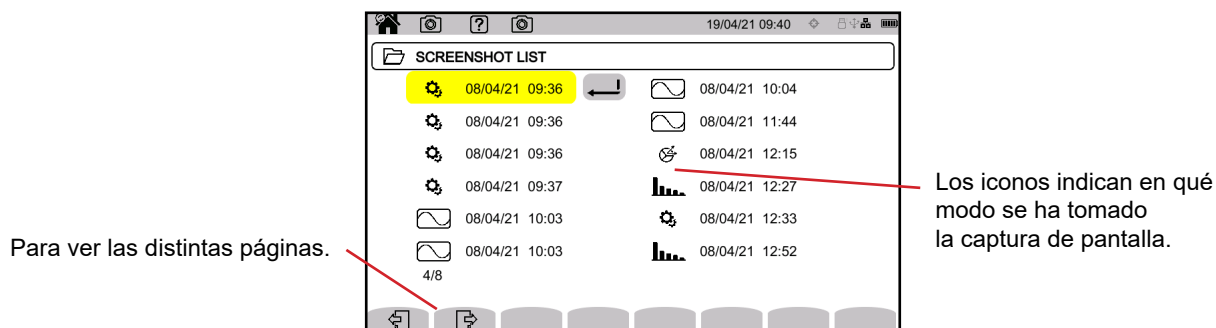 19/04/21 09:40
SCREENSHOT LIST
08/04/21 09:36
08/04/21 09:36
08/04/21 09:36
08/04/21 09:37
08/04/21 10:03
08/04/21 10:03
4/8
08/04/21 10:04
08/04/21 11:44
08/04/21 12:15
08/04/21 12:27
08/04/21 12:33
08/04/21 12:52
Para ver las distintas páginas.
Los iconos indican en qué
modo se ha tomado
la captura de pantalla.